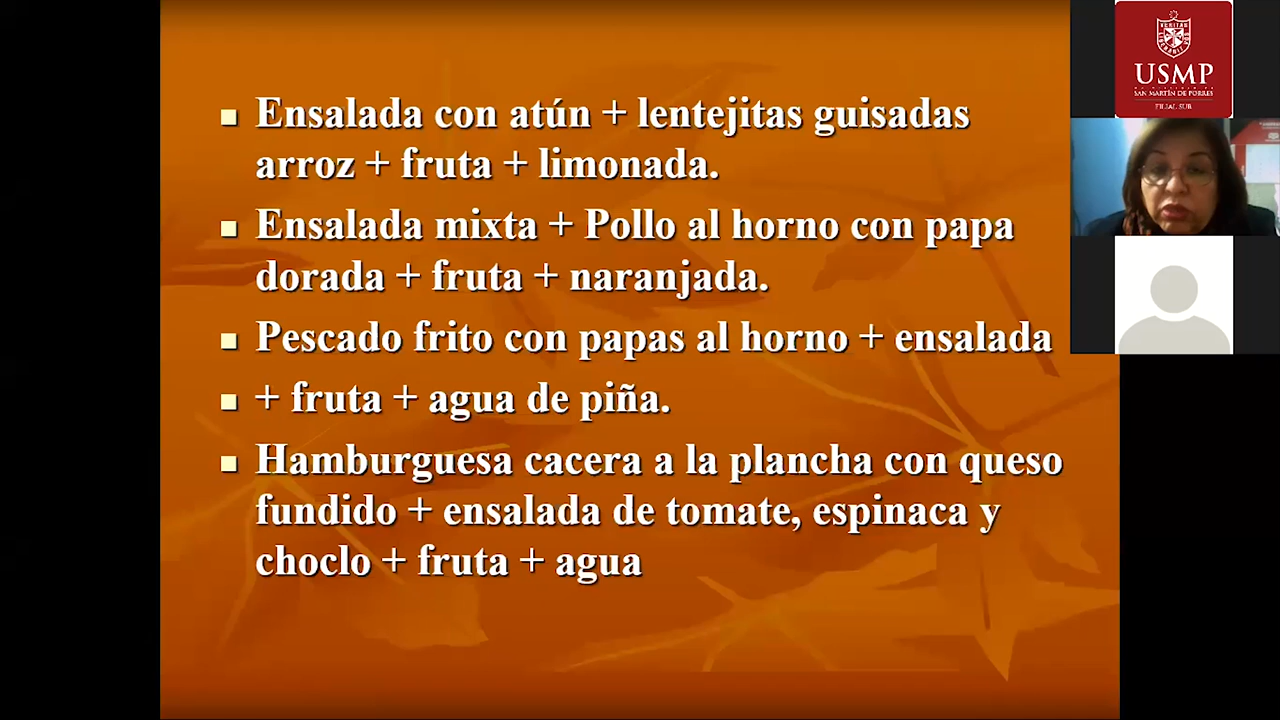 Ensalada con atún + lentejitas guisadas
arroz + fruta + limonada.
Ensalada mixta + Pollo al horno con papa
dorada + fruta + naranjada.
Pescado frito con papas al horno + ensalada
+ fruta + agua de piña.
Hamburguesa cacera a la plancha con queso
fundido + ensalada de tomate, espinaca y
choclo + fruta + agua
USMP
SAN MARTÍN DE PORRES
FILIAL SUR